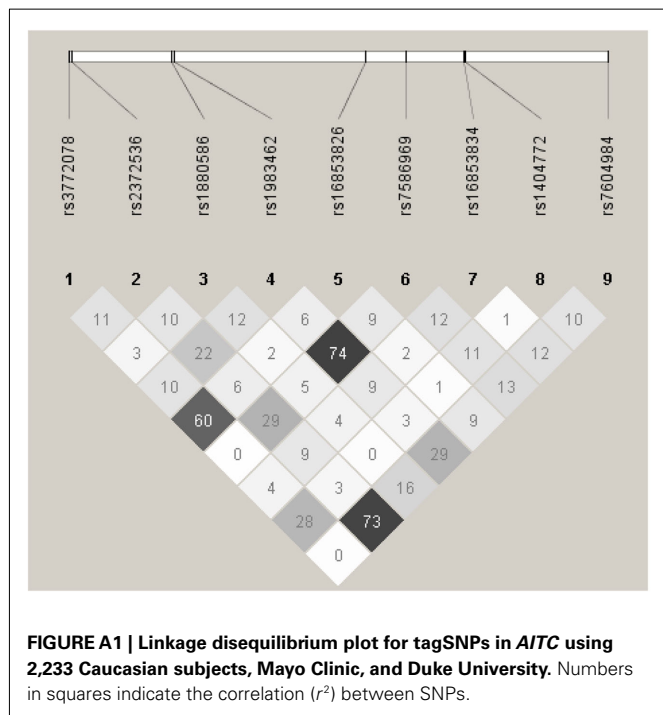 rs3772078
rs2372536
rs1880586
rs1983462
rs16853826
rs7586969
rs16853834
rs1404772
rs7604984
1 2 3 4 5 6 7 8 9
11 10 12 6 9 12 1 10
3 22 2 74 2 11 12
10 6 5 9 1 13
60 29 4 3 9
0 9 0 29
4 3 16
28 73
0
FIGURE A1 | Linkage disequilibrium plot for tagSNPs in AITC using
2,233 Caucasian subjects, Mayo Clinic, and Duke University. Numbers
in squares indicate the correlation (r²) between SNPs.